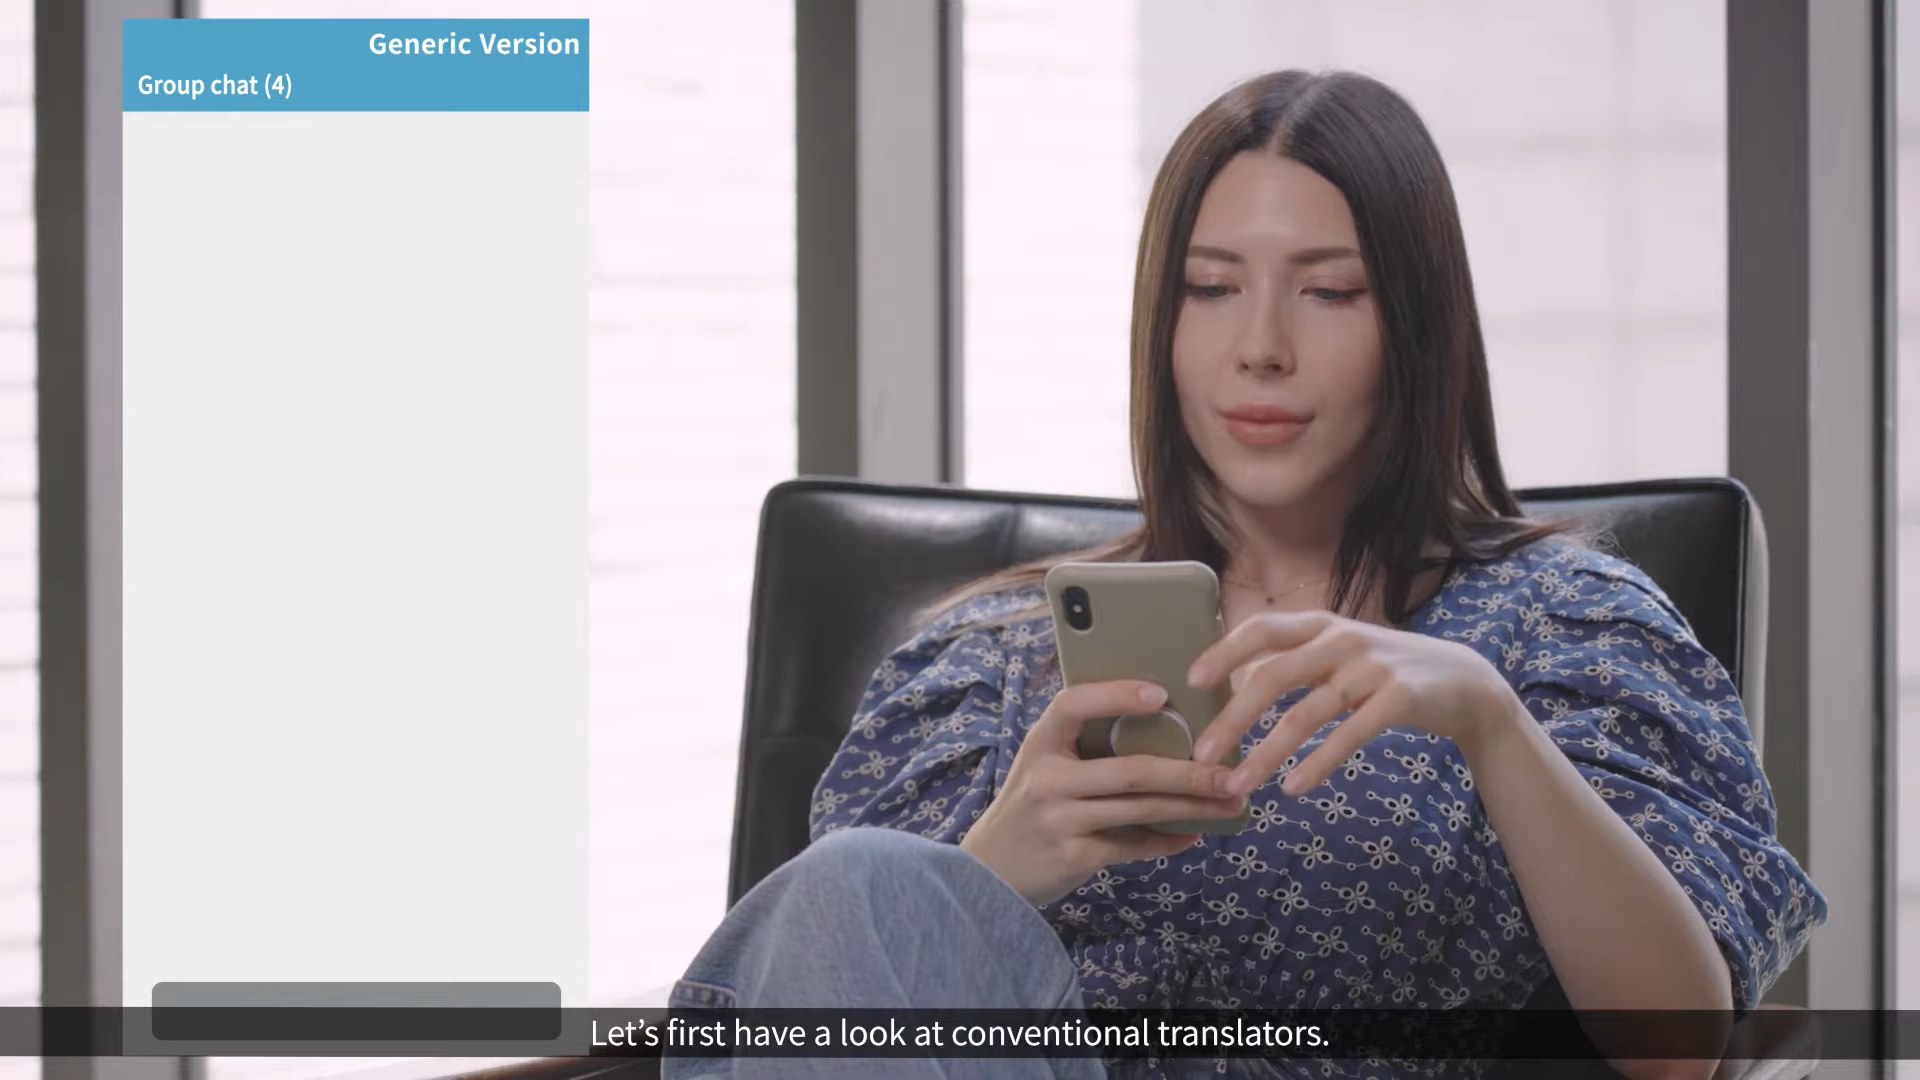 Generic Version
Group chat (4)
Let’s first have a look at conventional translators.